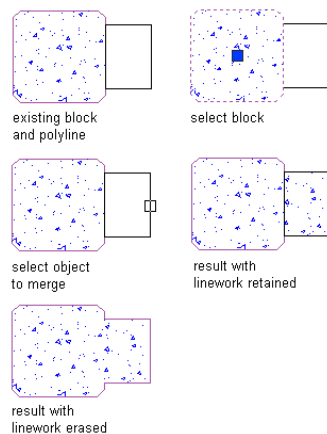 existing block
and polyline
select block
select object
to merge
result with
linework retained
result with
linework erased